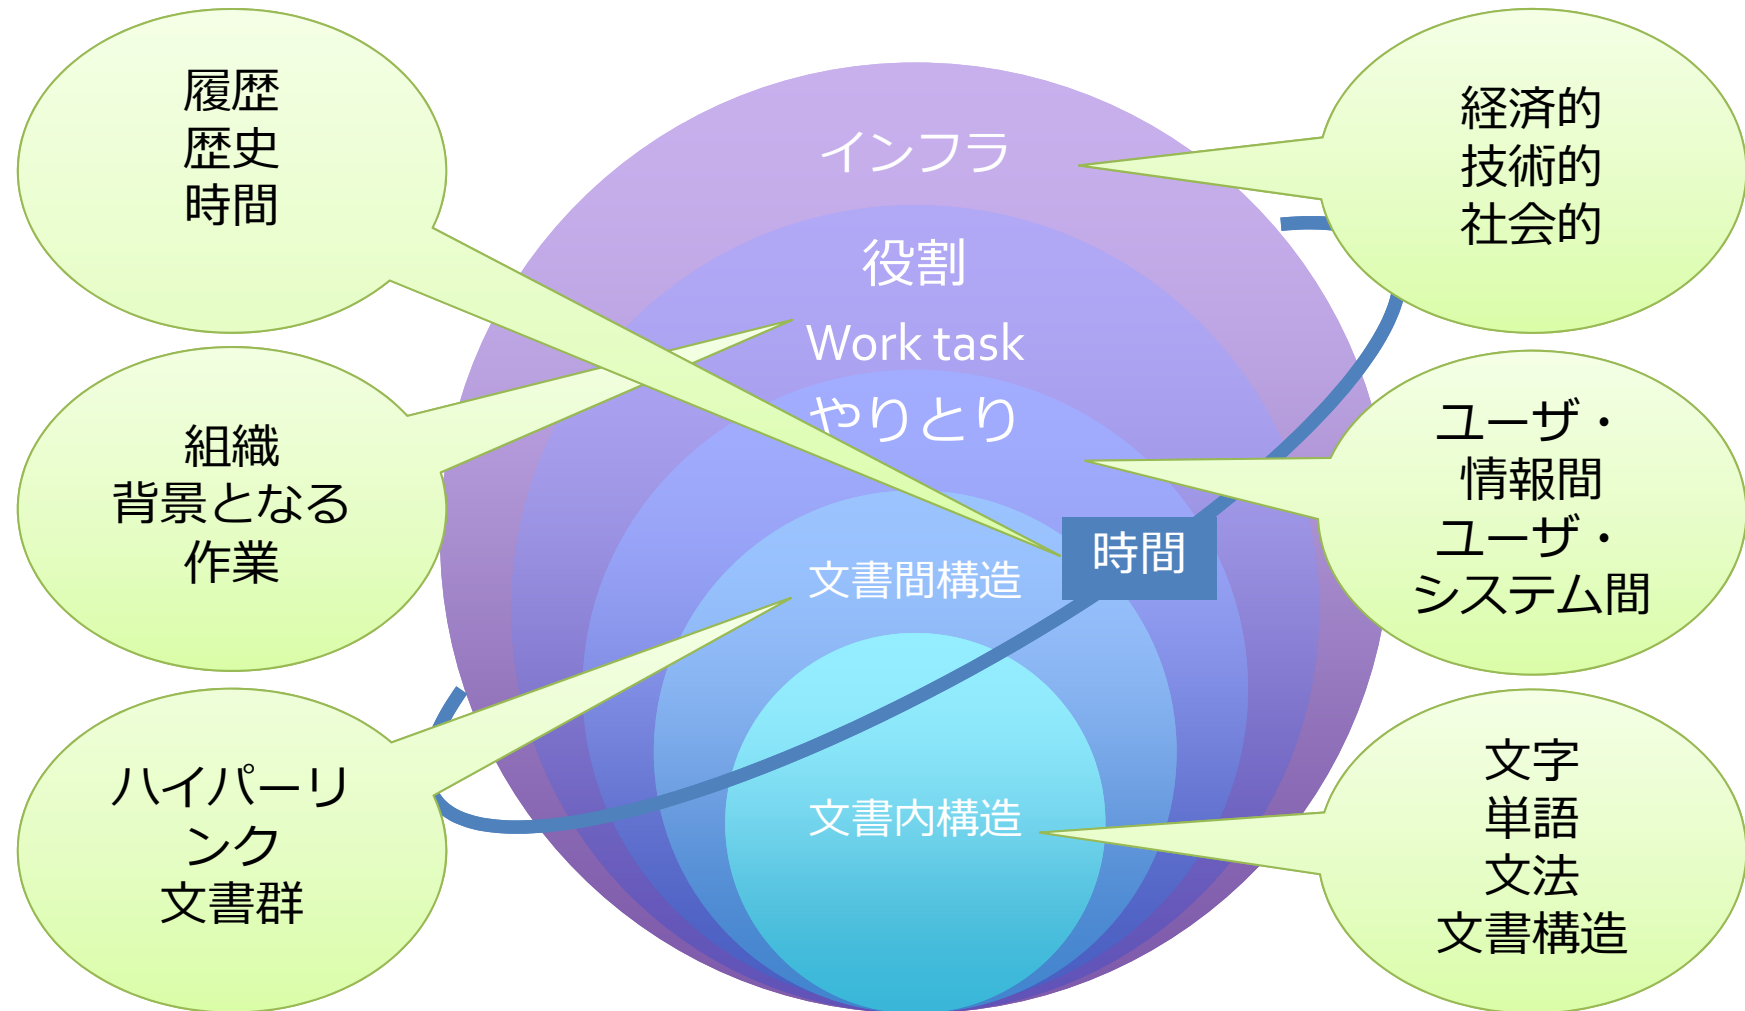 履歴
歴史
時間
組織
背景となる
作業
ハイパーリ
ンク
文書群
インフラ
役割
Work task
やりとり
文書間構造
文書内構造
時間
経済的
技術的
社会的
ユーザ・
情報間
ユーザ・
システム間
文字
単語
文法
文書構造